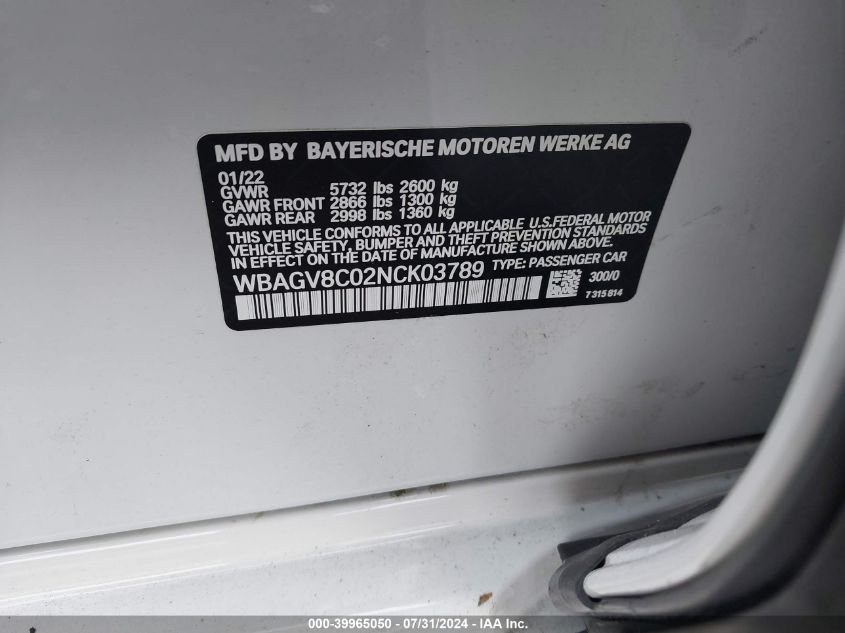 MFD BY BAYERISCHE MOTOREN WERKE AG
01/22
GVWR 5732 lbs 2600 kg
GAWR FRONT 2866 lbs 1300 kg
GAWR REAR 2998 lbs 1360 kg
THIS VEHICLE CONFORMS TO ALL APPLICABLE U.S.FEDERAL MOTOR
VEHICLE SAFETY, BUMPER AND THEFT PREVENTION STANDARDS
IN EFFECT ON THE DATE OF MANUFACTURE SHOWN ABOVE.
WBAGV8C02NCK03789 TYPE: PASSENGER CAR
300/0
7315814
000-39965050 / 07/31/2024 - IAA Inc.